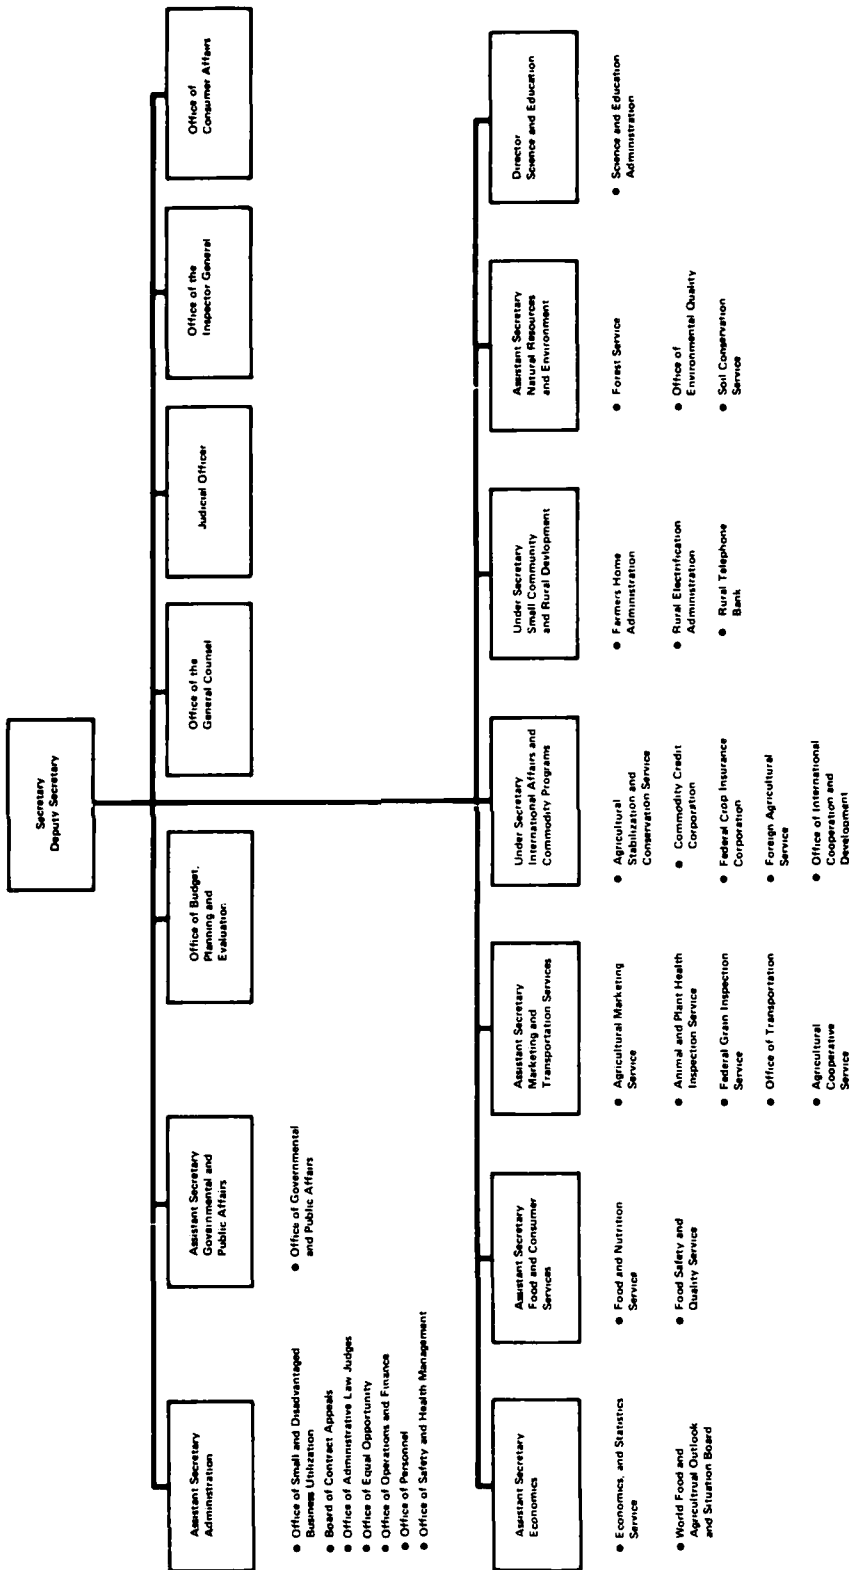 Secretary
Deputy Secretary
Assistant Secretary
Administration
● Office of Small and Disadvantaged
Business Utilization
● Board of Contract Appeals
● Office of Administrative Law Judges
● Office of Equal Opportunity
● Office of Operations and Finance
● Office of Personnel
● Office of Safety and Health Management
Assistant Secretary
Governmental and
Public Affairs
● Office of Governmental
and Public Affairs
Office of Budget,
Planning and
Evaluation
Office of the
General Counsel
Judicial Officer
Office of the
Inspector General
Office of
Consumer Affairs
Assistant Secretary
Economics
● Economics, and Statistics
Service
● World Food and
Agricultrual Outlook
and Situation Board
Assistant Secretary
Food and Consumer
Services
● Food and Nutrition
Service
● Food Safety and
Quality Service
Assistant Secretary
Marketing and
Transportation Services
● Agricultural Marketing
Service
● Animal and Plant Health
Inspection Service
● Federal Grain Inspection
Service
● Office of Transportation
● Agricultural
Cooperative
Service
Under Secretary
International Affairs and
Commodity Programs
● Agricultural
Stabilization and
Conservation Service
● Commodity Credit
Corporation
● Federal Crop Insurance
Corporation
● Foreign Agricultural
Service
● Office of International
Cooperation and
Development
Under Secretary
Small Community
and Rural Devlopment
● Farmers Home
Administration
● Rural Electrification
Administration
● Rural Telephone
Bank
Assistant Secretary
Natural Resources
and Environment
● Forest Service
● Office of
Environmental Quality
● Soil Conservation
Service
Director
Science and Education
● Science and Education
Administration